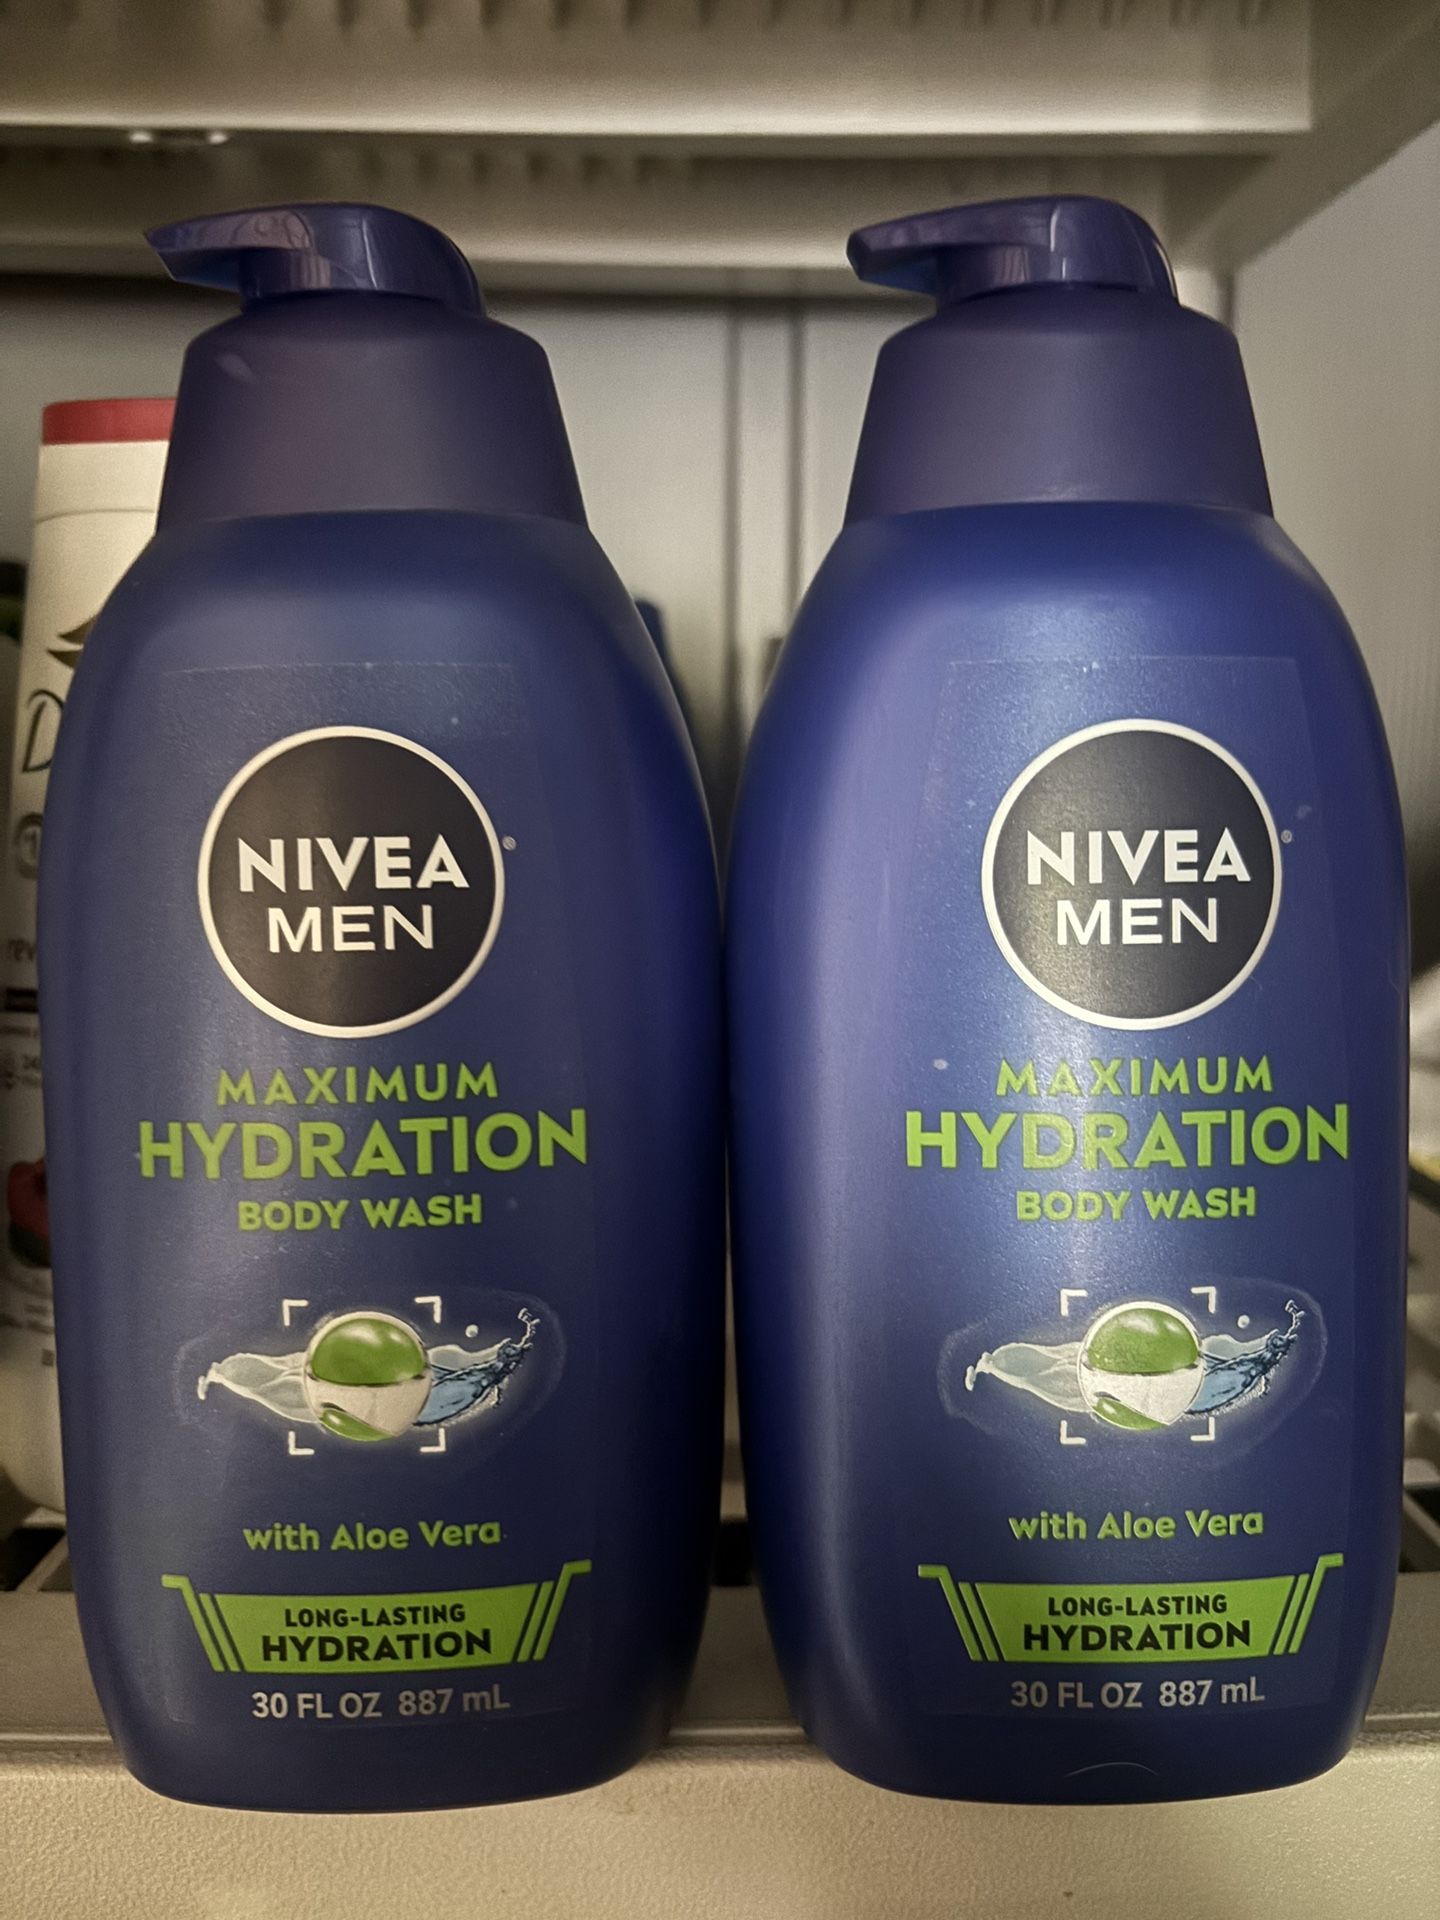 NIVEA
MEN
®
MAXIMUM
HYDRATION
BODY WASH
with Aloe Vera
LONG-LASTING
HYDRATION
30 FL OZ 887 mL
NIVEA
MEN
®
MAXIMUM
HYDRATION
BODY WASH
with Aloe Vera
LONG-LASTING
HYDRATION
30 FL OZ 887 mL